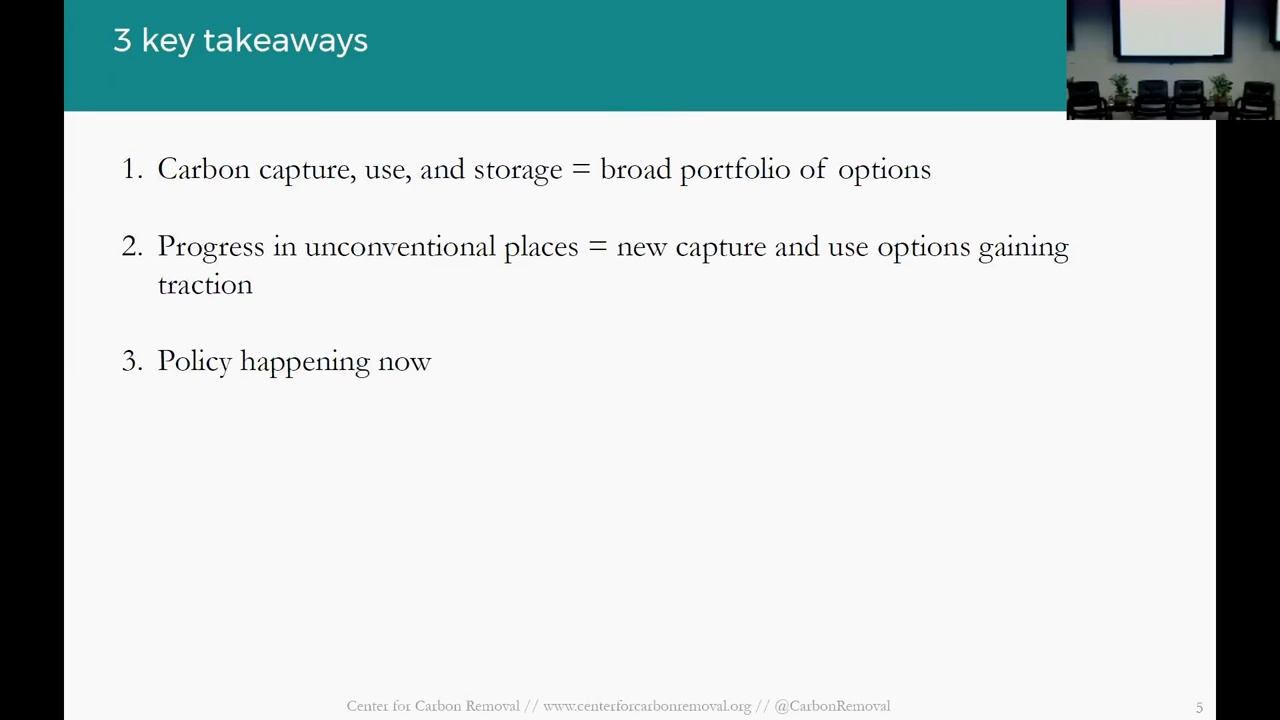 3 key takeaways
1. Carbon capture, use, and storage = broad portfolio of options
2. Progress in unconventional places = new capture and use options gaining
traction
3. Policy happening now
Center for Carbon Removal // www.centerforcarbonremoval.org // @CarbonRemoval
5